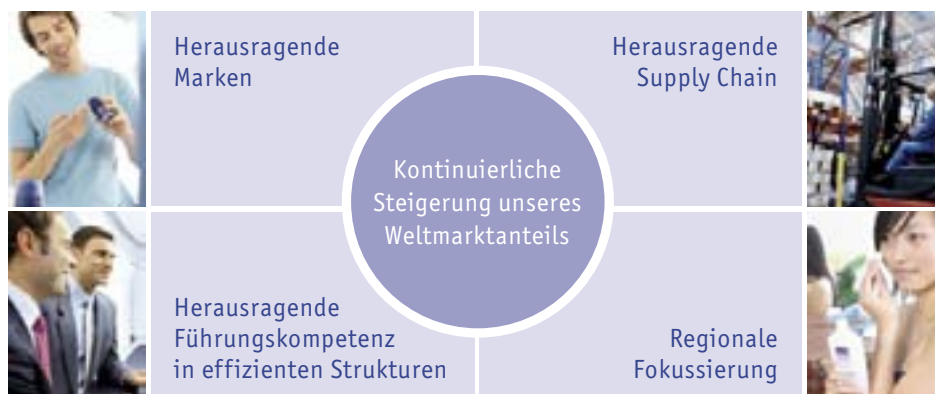 Herausragende
Marken
Herausragende
Supply Chain
Kontinuierliche
Steigerung unseres
Weltmarktanteils
Herausragende
Führungskompetenz
in effizienten Strukturen
Regionale
Fokussierung